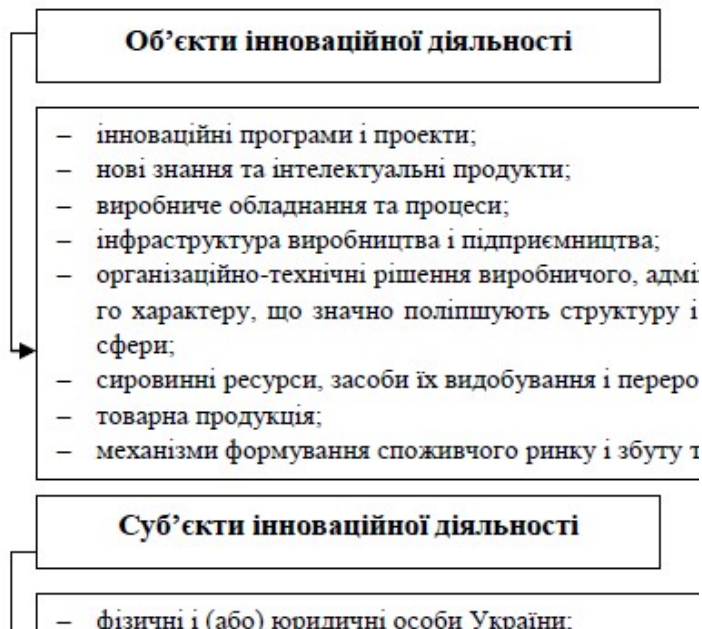 Об’єкти інноваційної діяльності
– інноваційні програми і проекти;
– нові знання та інтелектуальні продукти;
– виробниче обладнання та процеси;
– інфраструктура виробництва і підприємництва;
– організаційно-технічні рішення виробничого,
го характеру, що значно поліпшують структуру і
сфери;
– сировинні ресурси, засоби їх видобування і
– товарна продукція;
– механізми формування споживчого ринку і збуту
Суб’єкти інноваційної діяльності
– фізичні і (або) юридичні особи України;